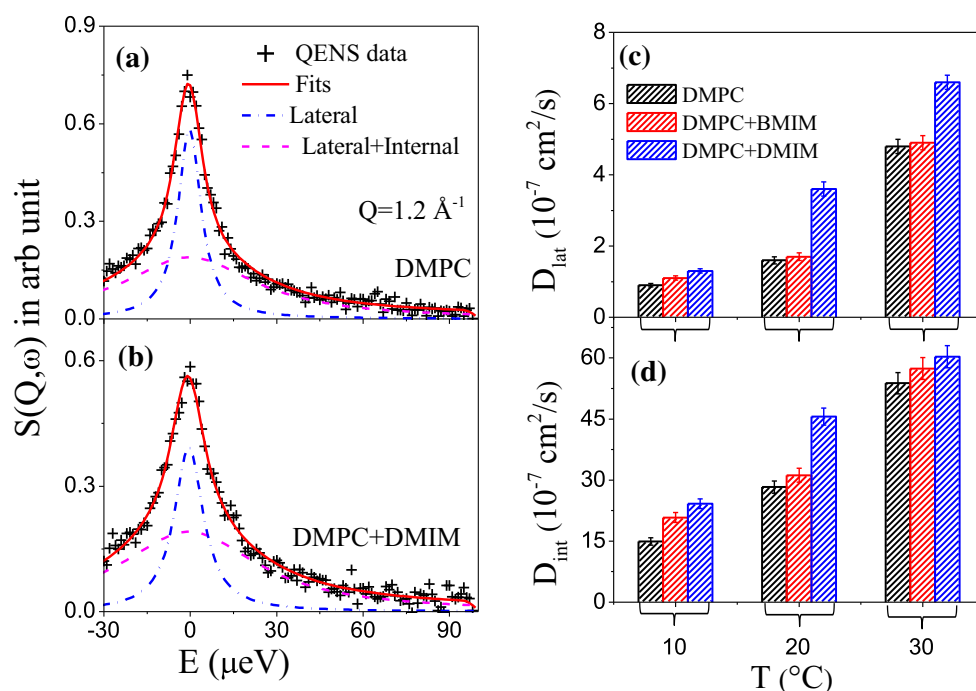 (a)
QENS data
Fits
Lateral
Lateral+Internal
Q=1.2 Å-1
DMPC
0.9
0.6
0.3
0.0
S(Q,ω) in arb unit
(b)
DMPC+DMIM
0.6
0.3
0.0
-30 0 30 60 90
E (μeV)
(c)
DMPC
DMPC+BMIM
DMPC+DMIM
8
6
4
2
0
Dlat (10-7 cm2/s)
(d)
60
45
30
15
0
Dint (10-7 cm2/s)
10 20 30
T (°C)